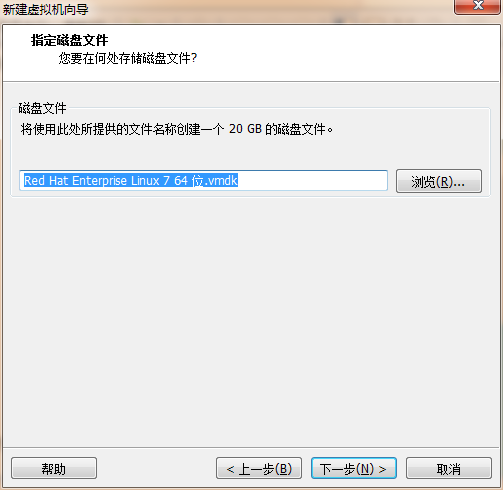 新建虚拟机向导
指定磁盘文件
您要在何处存储磁盘文件?
磁盘文件
将使用此处所提供的文件名称创建一个 20 GB 的磁盘文件。
Red Hat Enterprise Linux 7 64 位.vmdk
浏览(R)...
帮助
< 上一步(B)
下一步(N) >
取消